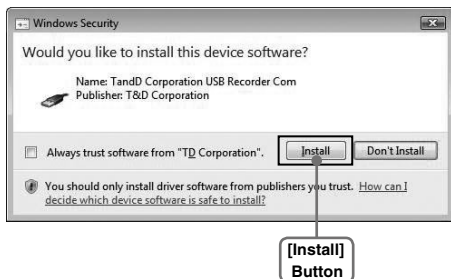 Windows Security
Would you like to install this device software?
Name: TandD Corporation USB Recorder Com
Publisher: T&D Corporation
Always trust software from "TD Corporation".
Install
Don't Install
You should only install driver software from publishers you trust. How can I
decide which device software is safe to install?
[Install]
Button